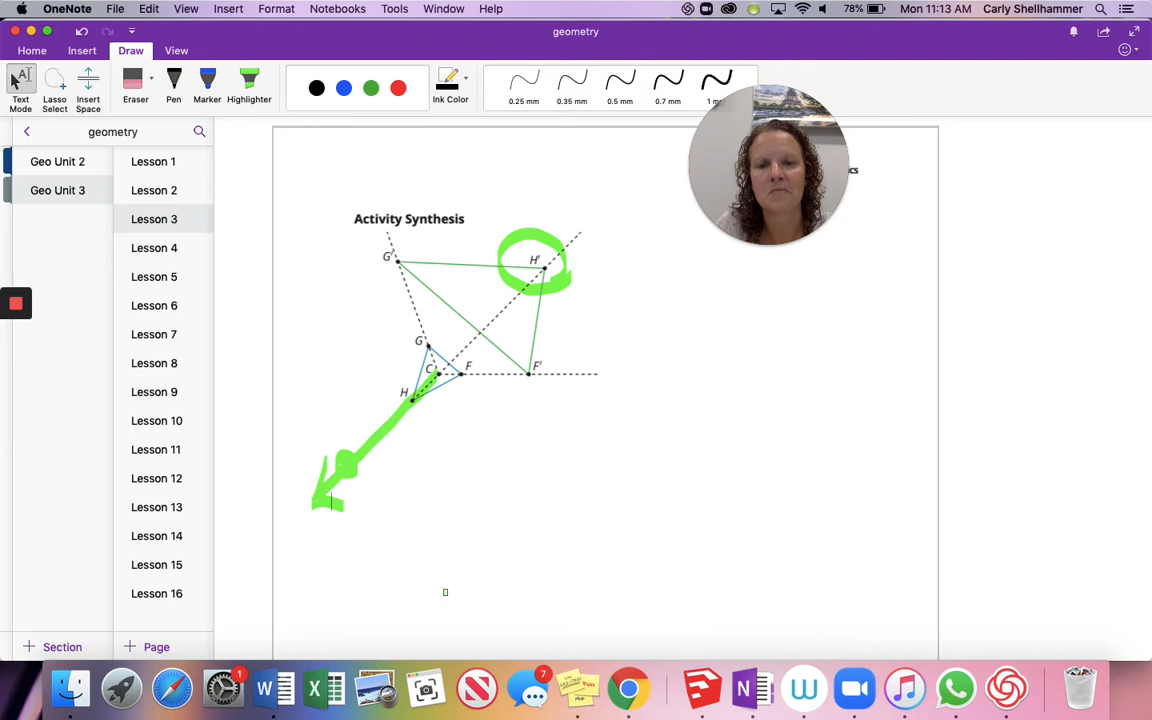 OneNote File Edit View Insert Format Notebooks Tools Window Help 78% Mon 11:13 AM Carly Shellhammer
geometry
Home Insert Draw View
A
Text Mode
Lasso Select
Insert Space
Eraser
Pen
Marker
Highlighter
Ink Color
0.25 mm
0.35 mm
0.5 mm
0.7 mm
1 m
geometry
Geo Unit 2
Geo Unit 3
Lesson 1
Lesson 2
Lesson 3
Lesson 4
Lesson 5
Lesson 6
Lesson 7
Lesson 8
Lesson 9
Lesson 10
Lesson 11
Lesson 12
Lesson 13
Lesson 14
Lesson 15
Lesson 16
Section
Page
cs
Activity Synthesis
G'
H'
G
C
F
F'
H
1
W
X
7
N
W